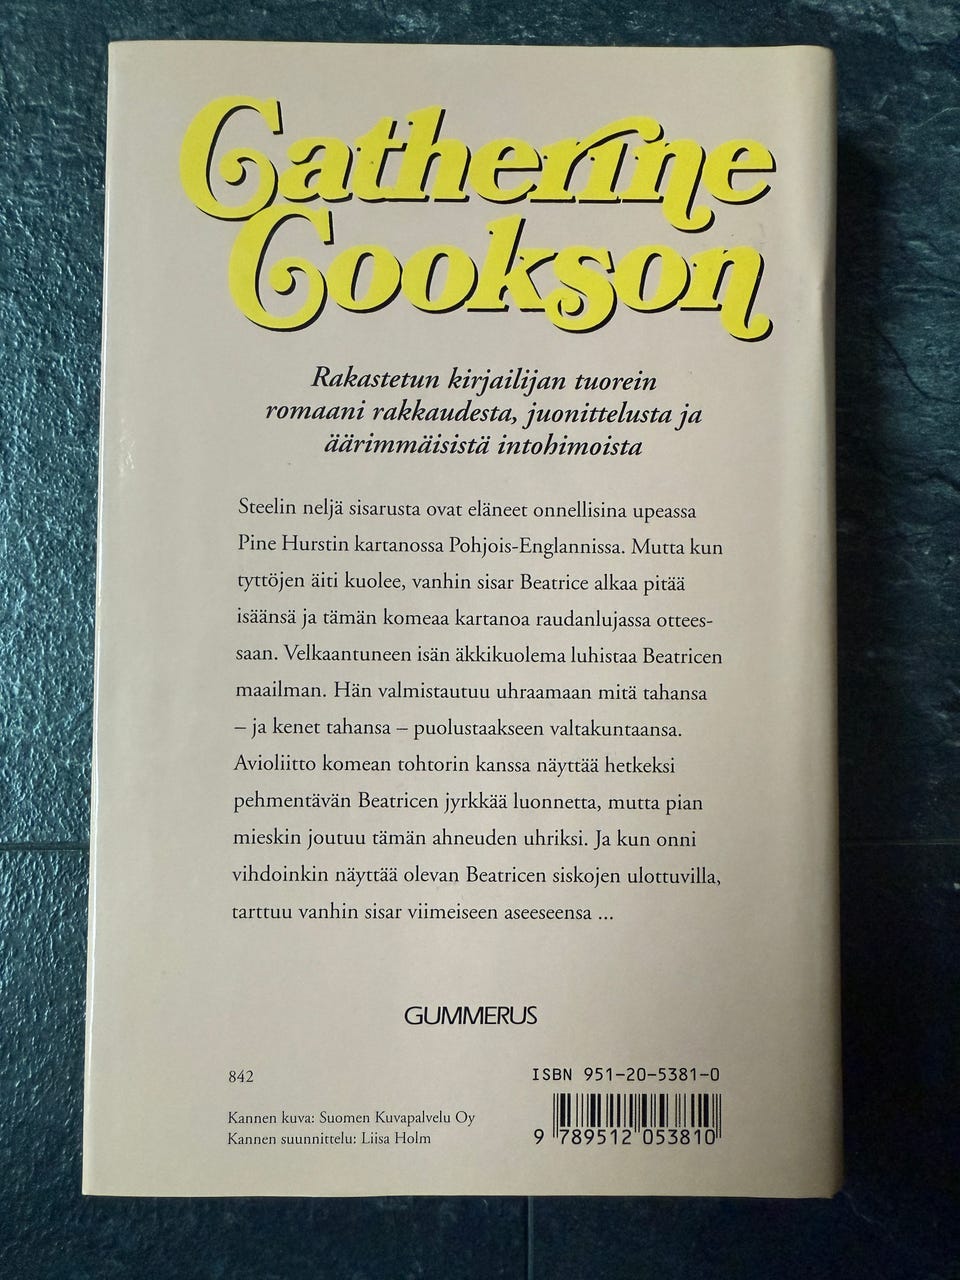 Catherine
Cookson
Rakastetun kirjailijan tuorein
romaani rakkaudesta, juonittelusta ja
äärimmäisistä intohimoista
Steelin neljä sisarusta ovat eläneet onnellisina upeassa
Pine Hurstin kartanossa Pohjois-Englannissa. Mutta kun
tyttöjen äiti kuolee, vanhin sisar Beatrice alkaa pitää
isäänsä ja tämän komeaa kartanoa raudanlujassa ottees-
saan. Velkaantuneen isän äkkikuolema luhistaa Beatricen
maailman. Hän valmistautuu uhraamaan mitä tahansa
– ja kenet tahansa – puolustaakseen valtakuntaansa.
Avioliitto komean tohtorin kanssa näyttää hetkeksi
pehmentävän Beatricen jyrkkää luonnetta, mutta pian
mieskin joutuu tämän ahneuden uhriksi. Ja kun onni
vihdoinkin näyttää olevan Beatricen siskojen ulottuvilla,
tarttuu vanhin sisar viimeiseen aseeseensa ...
GUMMERUS
842
ISBN 951-20-5381-0
Kannen kuva: Suomen Kuvapalvelu Oy
Kannen suunnittelu: Liisa Holm
9 789512 053810